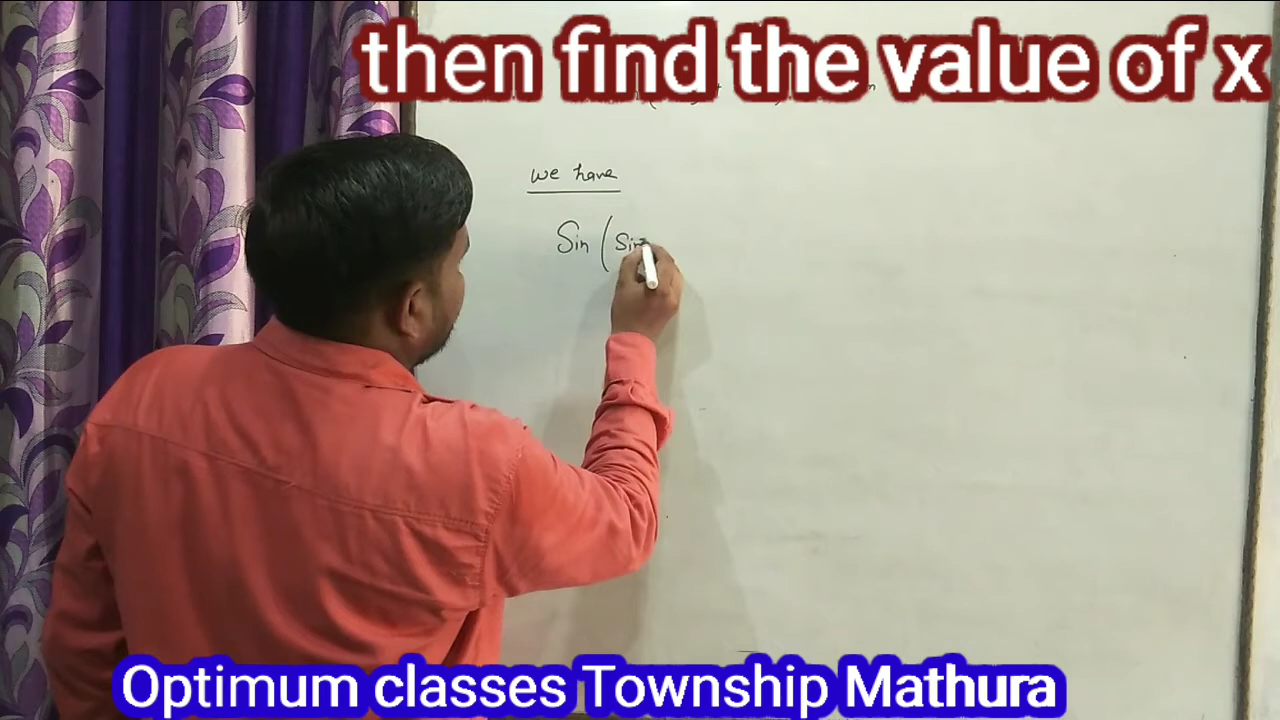 then find the value of x
we have
Sin (Sin
Optimum classes Township Mathura